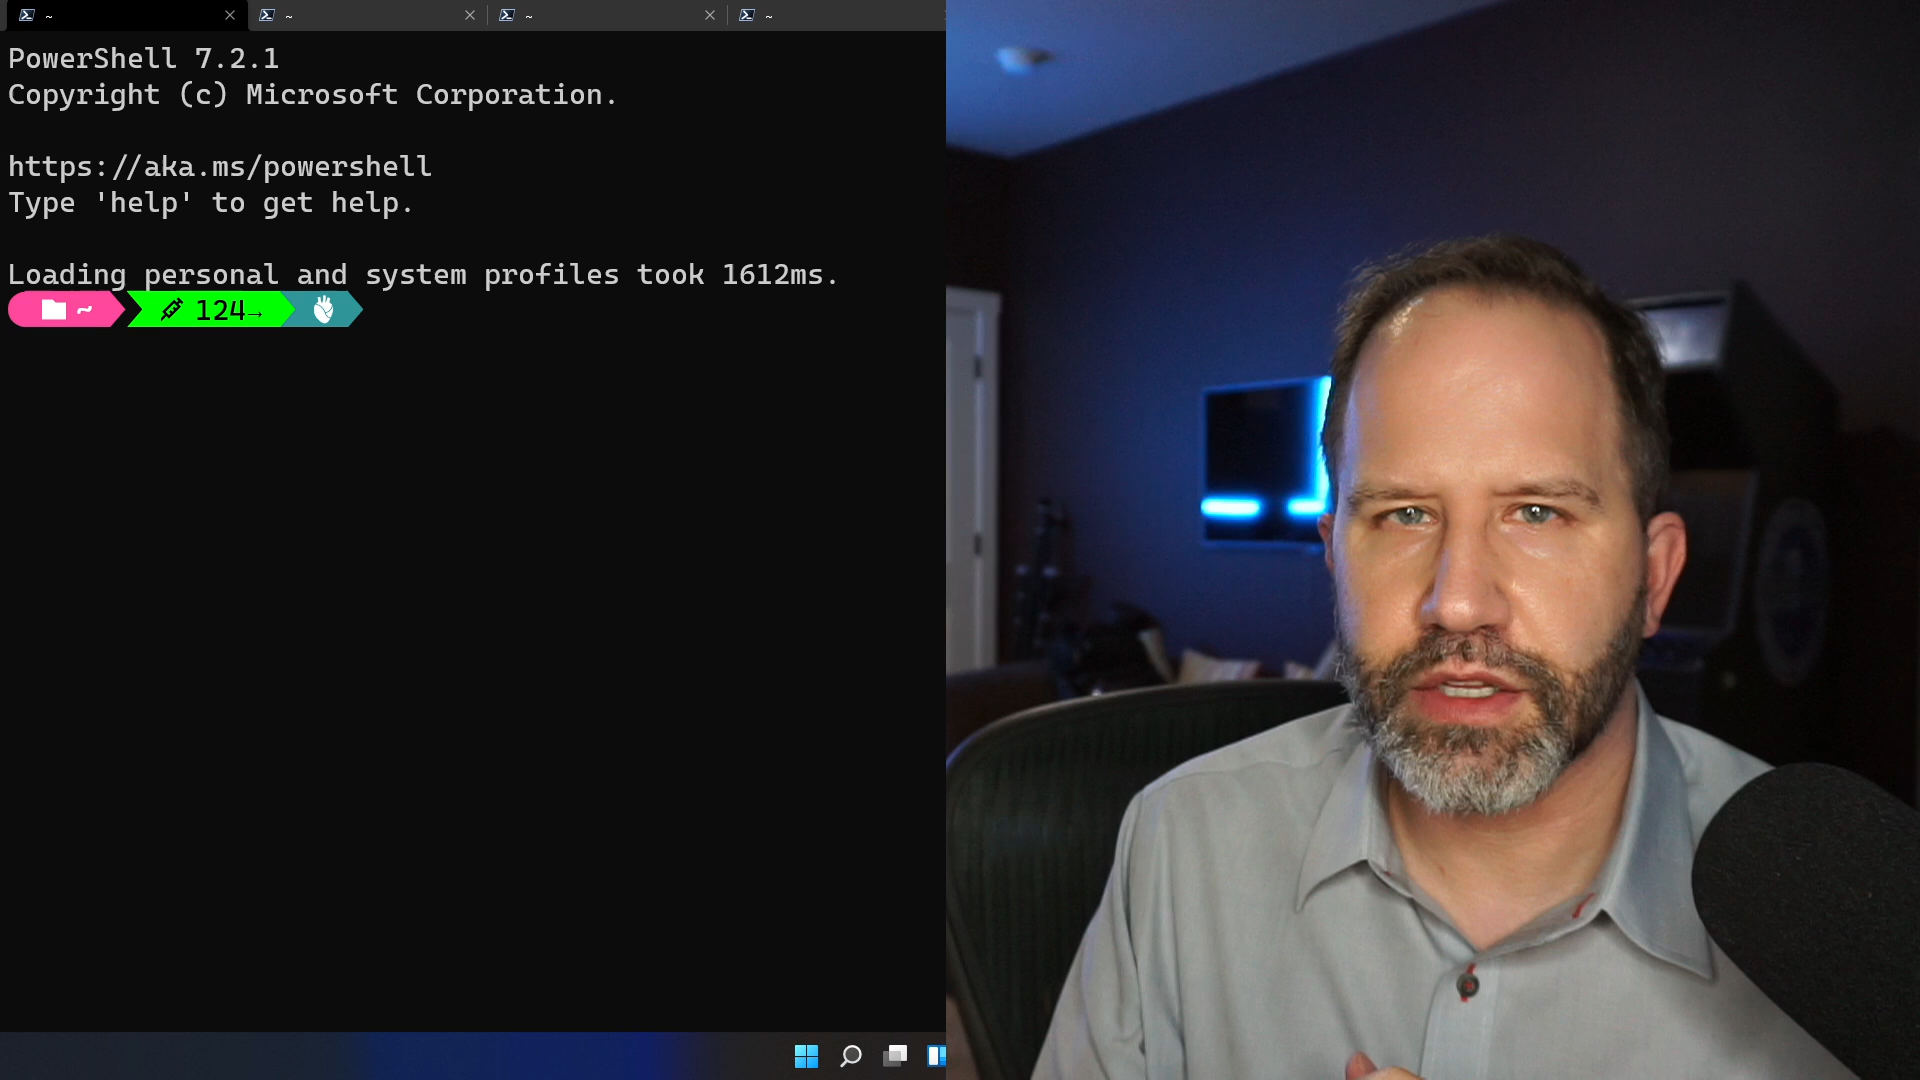 ~
~
~
~
PowerShell 7.2.1
Copyright (c) Microsoft Corporation.
https://aka.ms/powershell
Type 'help' to get help.
Loading personal and system profiles took 1612ms.
~ 124→